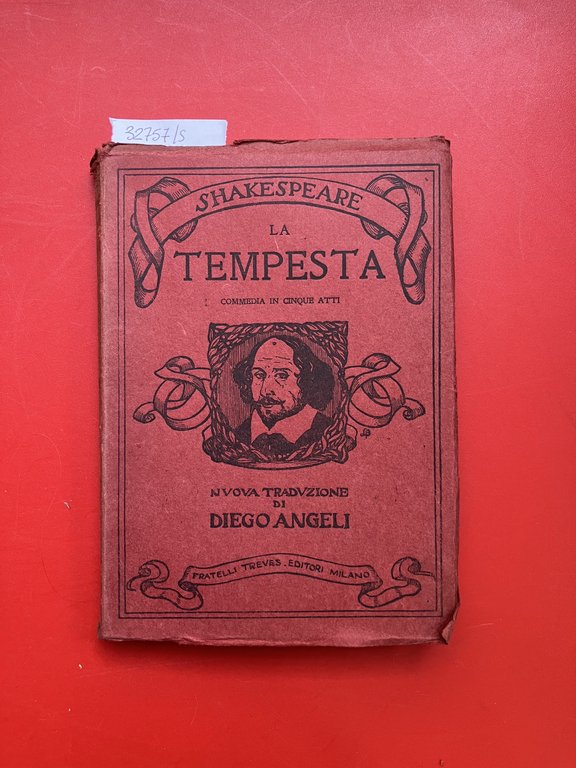 32757/s
SHAKESPEARE
LA
TEMPESTA
COMMEDIA IN CINQUE ATTI
NVOVA TRADVZIONE
DI
DIEGO ANGELI
FRATELLI TREVES - EDITORI MILANO